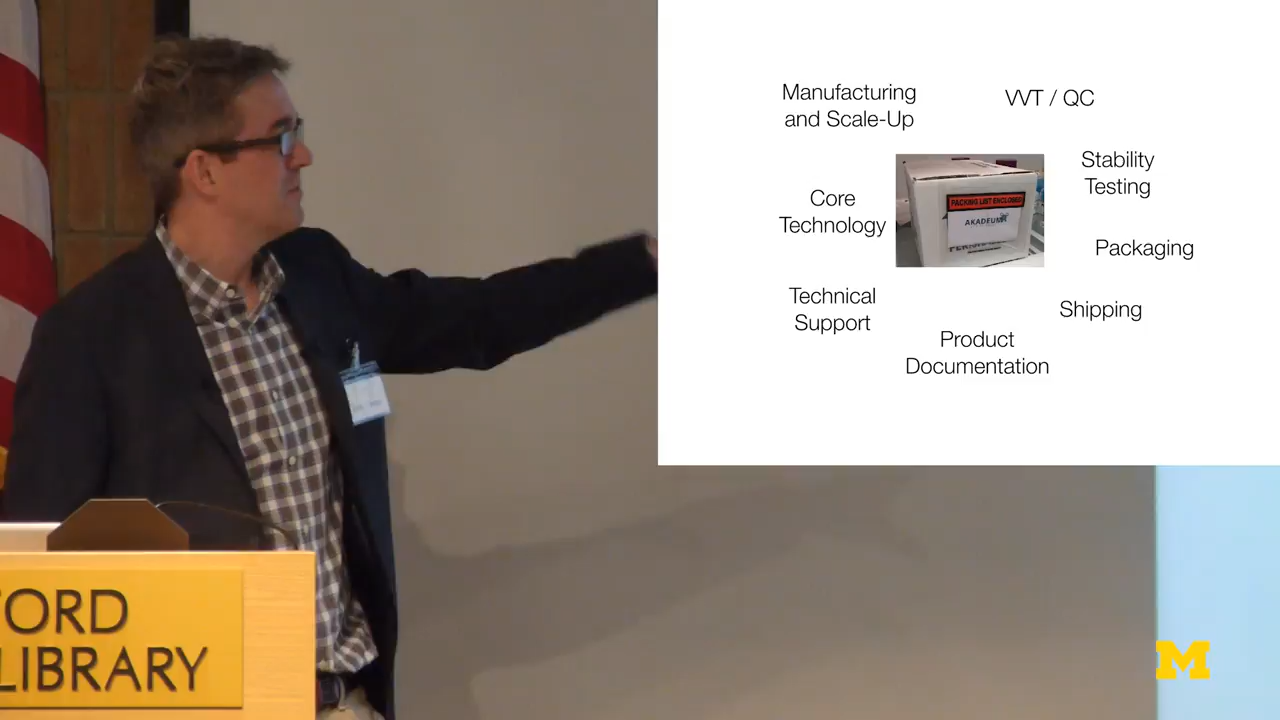 Manufacturing
and Scale-Up
VVT / QC
Stability
Testing
Core
Technology
PACKING LIST ENCLOSED
AKADEUM
Packaging
Technical
Support
Shipping
Product
Documentation
ORD
LIBRARY
M